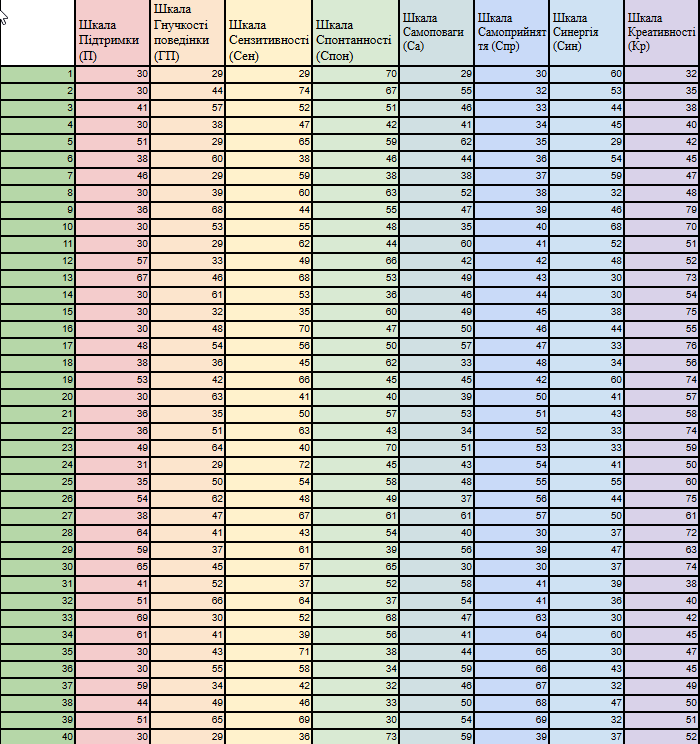 Шкала Підтримки (П) Шкала Гнучкості поведінки (ГП) Шкала Сензитивності (Сен) Шкала Спонтанності (Спон) Шкала Самоповаги (Са) Шкала Самоприйнят тя (Спр) Шкала Синергія (Син) Шкала Креативності (Кр)
1 30 29 29 70 29 30 60 32
2 30 44 74 67 55 32 53 35
3 41 57 52 51 46 33 44 38
4 30 38 47 42 41 34 45 40
5 51 29 65 59 62 35 29 42
6 38 60 38 46 44 36 54 45
7 46 29 59 38 38 37 59 47
8 30 39 60 63 52 38 32 48
9 36 68 44 55 47 39 46 79
10 30 53 55 48 35 40 68 70
11 30 29 62 44 60 41 52 51
12 57 33 49 66 42 42 48 52
13 67 46 68 53 49 43 30 73
14 30 61 53 36 46 44 30 54
15 30 32 35 60 49 45 38 75
16 30 48 70 47 50 46 44 55
17 48 54 56 50 57 47 33 76
18 38 36 45 62 33 48 34 56
19 53 42 66 45 45 42 60 74
20 30 63 41 40 39 50 41 57
21 36 35 50 57 53 51 43 58
22 36 51 63 43 34 52 33 74
23 49 64 40 70 51 53 33 59
24 31 29 72 45 43 54 41 50
25 35 50 54 58 48 55 55 60
26 54 62 48 49 37 56 44 75
27 38 47 67 61 61 57 50 61
28 64 41 43 54 40 30 37 72
29 59 37 61 39 56 39 47 63
30 65 45 57 65 30 30 37 74
31 41 52 37 52 58 41 39 38
32 51 66 64 37 54 41 36 40
33 69 30 52 68 47 63 30 42
34 61 41 39 56 41 64 60 45
35 30 43 71 38 44 65 30 47
36 30 55 58 34 59 66 43 45
37 59 34 42 32 46 67 32 49
38 44 49 46 33 50 68 47 50
39 51 65 69 30 54 69 32 51
40 30 29 36 73 59 39 37 52